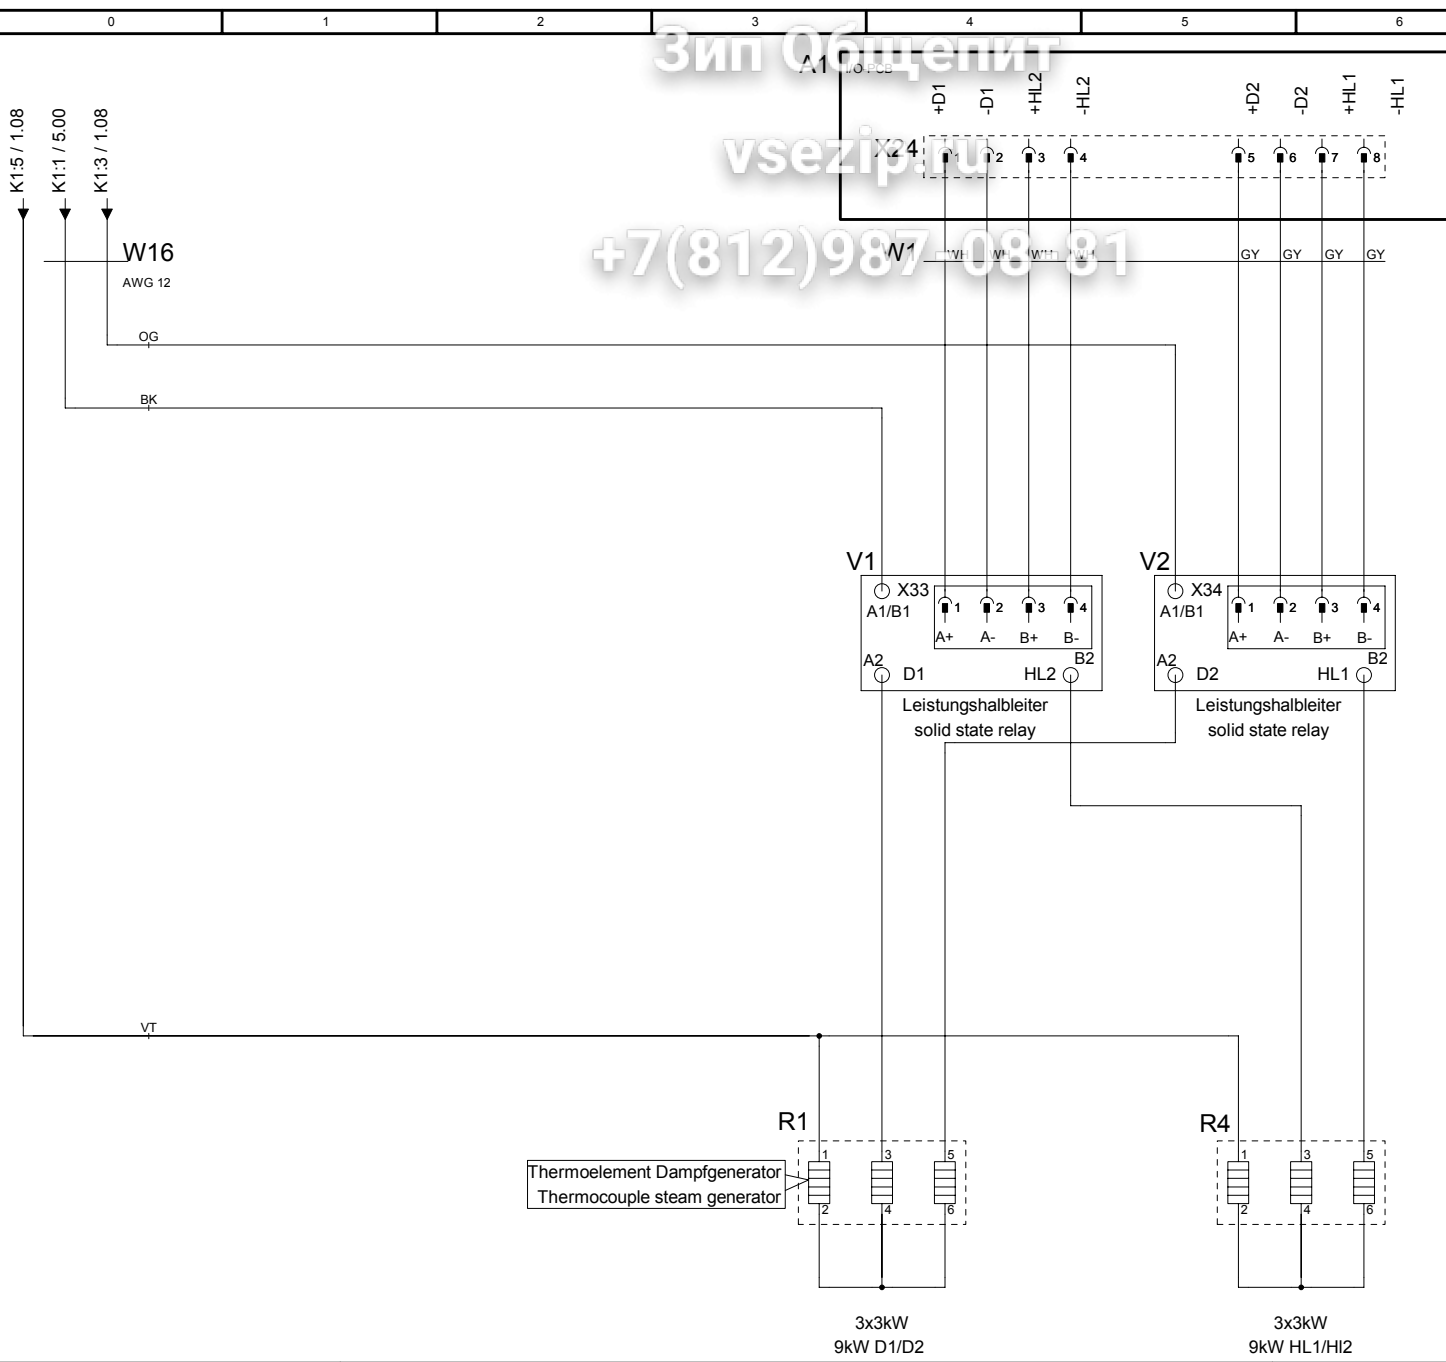 0 1 2 3 4 5 6
Зип Общепит
A1 I/O-PCB
+D1 -D1 +HL2 -HL2 +D2 -D2 +HL1 -HL1
K1:5 / 1.08 K1:1 / 5.00 K1:3 / 1.08
vsezip.ru
X24 1 2 3 4 5 6 7 8
+7(812)987-08-81
W16 W1 WH WH WH WH GY GY GY GY
AWG 12
OG
BK
V1 V2
X33 X34
A1/B1 1 2 3 4 A1/B1 1 2 3 4
A+ A- B+ B- A+ A- B+ B-
A2 B2 A2 B2
D1 HL2 D2 HL1
Leistungshalbleiter Leistungshalbleiter
solid state relay solid state relay
VT
R1 R4
1 3 5 1 3 5
Thermoelement Dampfgenerator
Thermocouple steam generator
2 4 6 2 4 6
3x3kW 3x3kW
9kW D1/D2 9kW HL1/Hl2